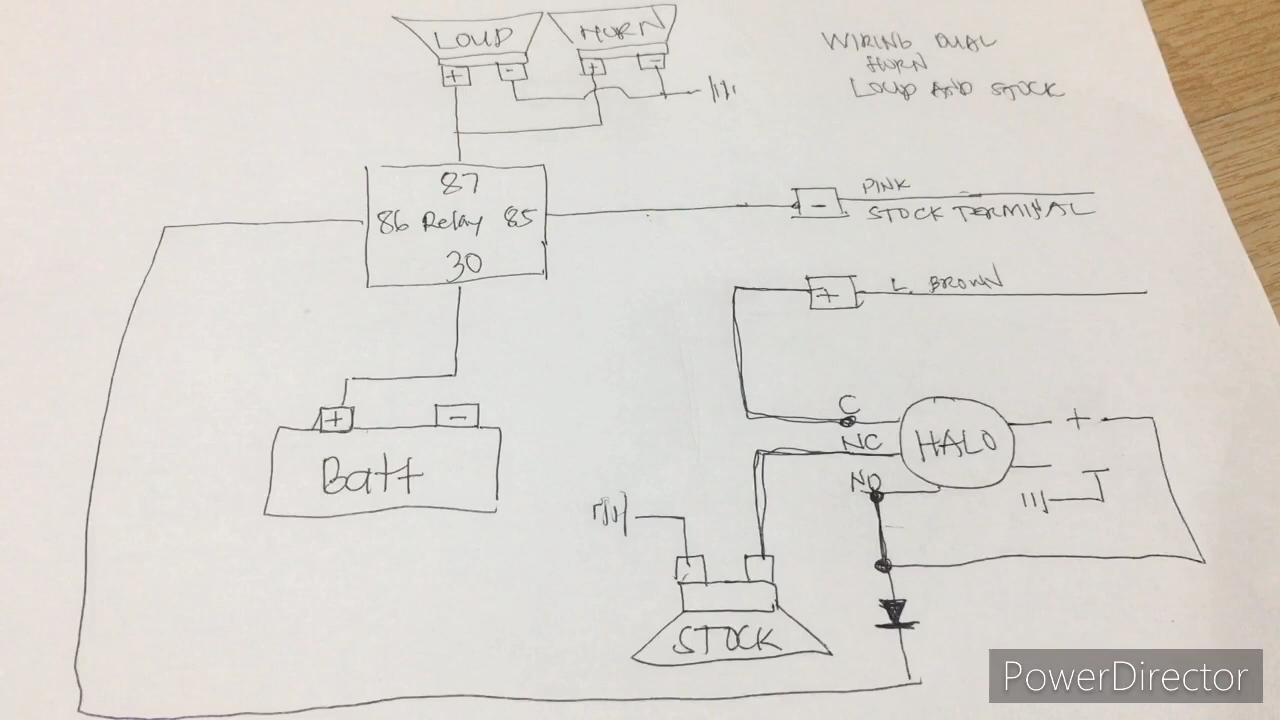 LOUD
HORN
WIRING DUAL
HORN
LOUD AND STOCK
+
-
+
-
87
86 Relay 85
30
- PINK
STOCK TERMINAL
+ L. BROWN
+
-
Batt
C
NC
NO
HALO
+
-
STOCK
PowerDirector